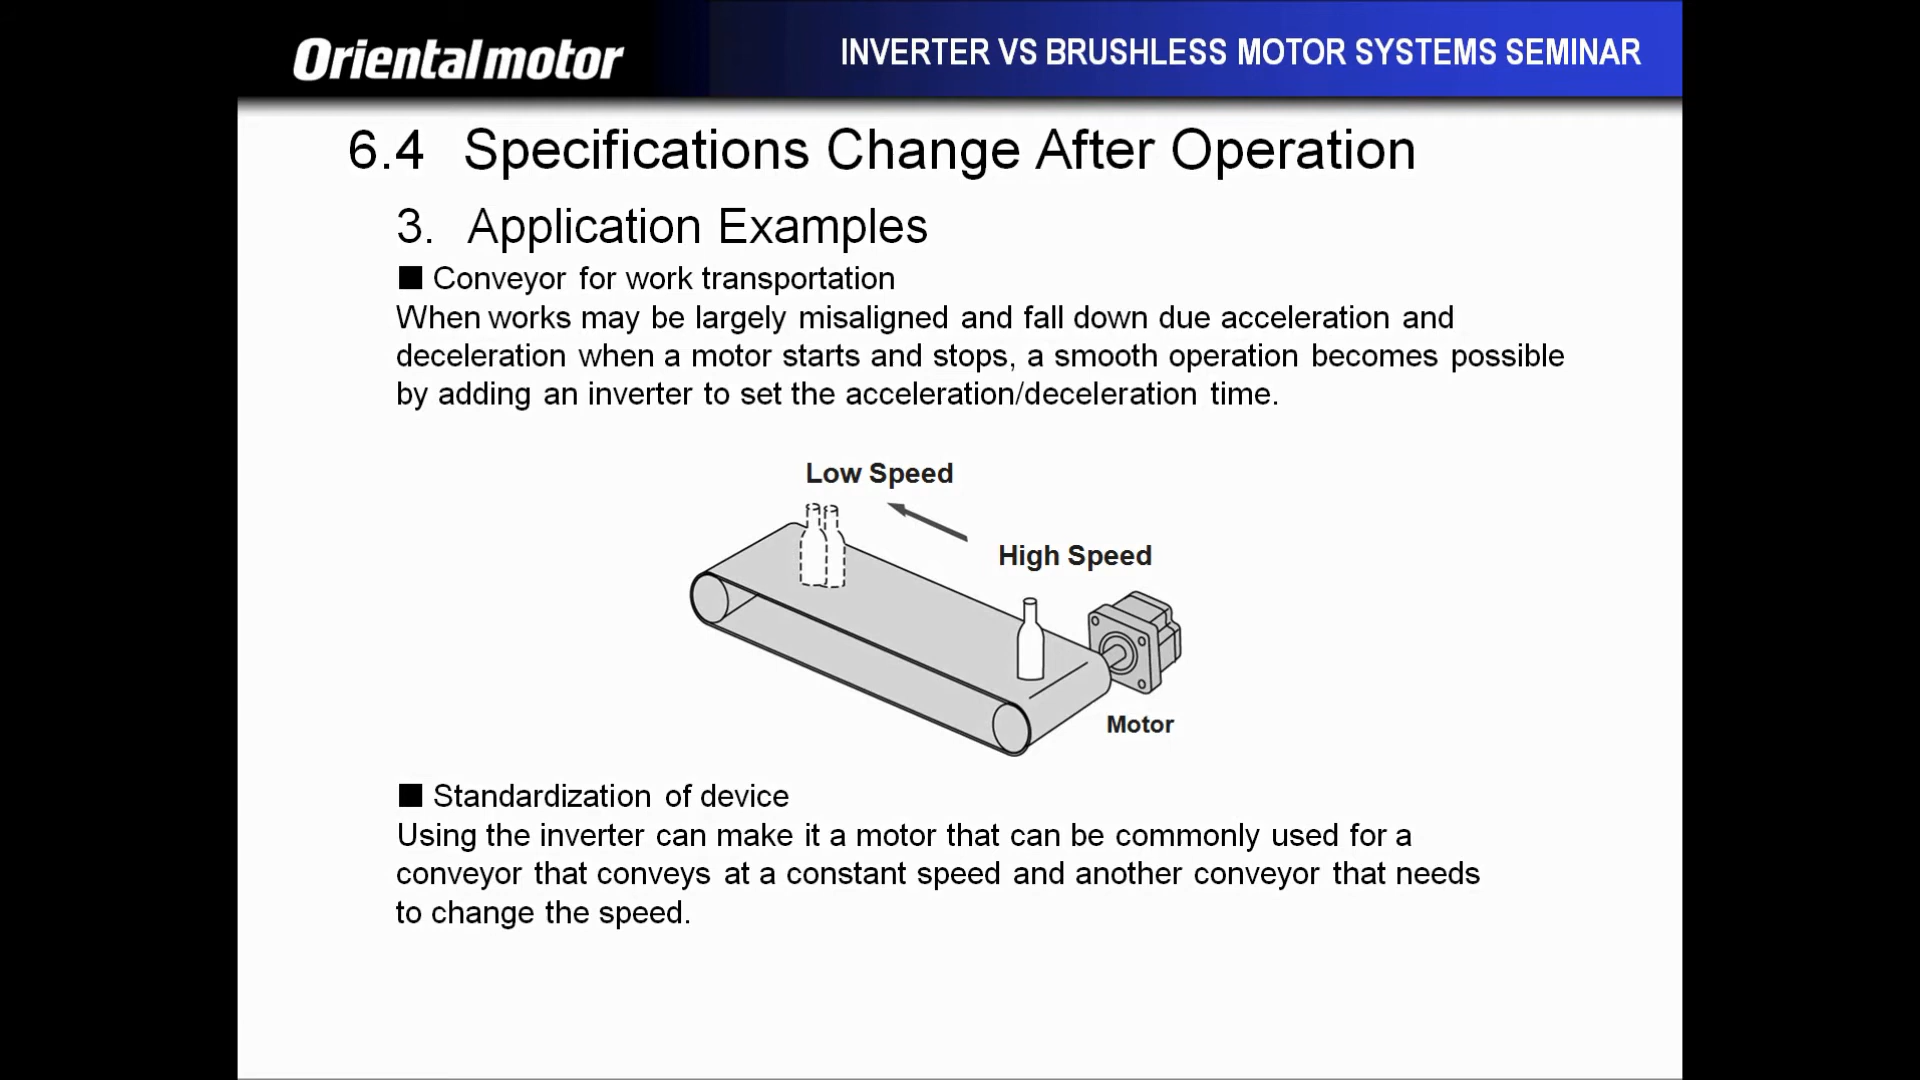 Orientalmotor
INVERTER VS BRUSHLESS MOTOR SYSTEMS SEMINAR
6.4 Specifications Change After Operation
3. Application Examples
■ Conveyor for work transportation
When works may be largely misaligned and fall down due acceleration and
deceleration when a motor starts and stops, a smooth operation becomes possible
by adding an inverter to set the acceleration/deceleration time.
Low Speed
High Speed
Motor
■ Standardization of device
Using the inverter can make it a motor that can be commonly used for a
conveyor that conveys at a constant speed and another conveyor that needs
to change the speed.